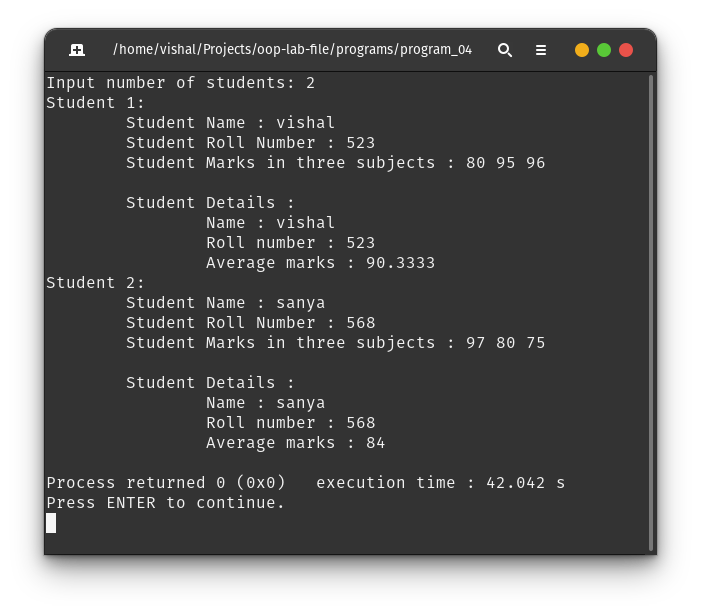 /home/vishal/Projects/oop-lab-file/programs/program_04
Input number of students: 2
Student 1:
Student Name : vishal
Student Roll Number : 523
Student Marks in three subjects : 80 95 96
Student Details :
Name : vishal
Roll number : 523
Average marks : 90.3333
Student 2:
Student Name : sanya
Student Roll Number : 568
Student Marks in three subjects : 97 80 75
Student Details :
Name : sanya
Roll number : 568
Average marks : 84
Process returned 0 (0x0)   execution time : 42.042 s
Press ENTER to continue.